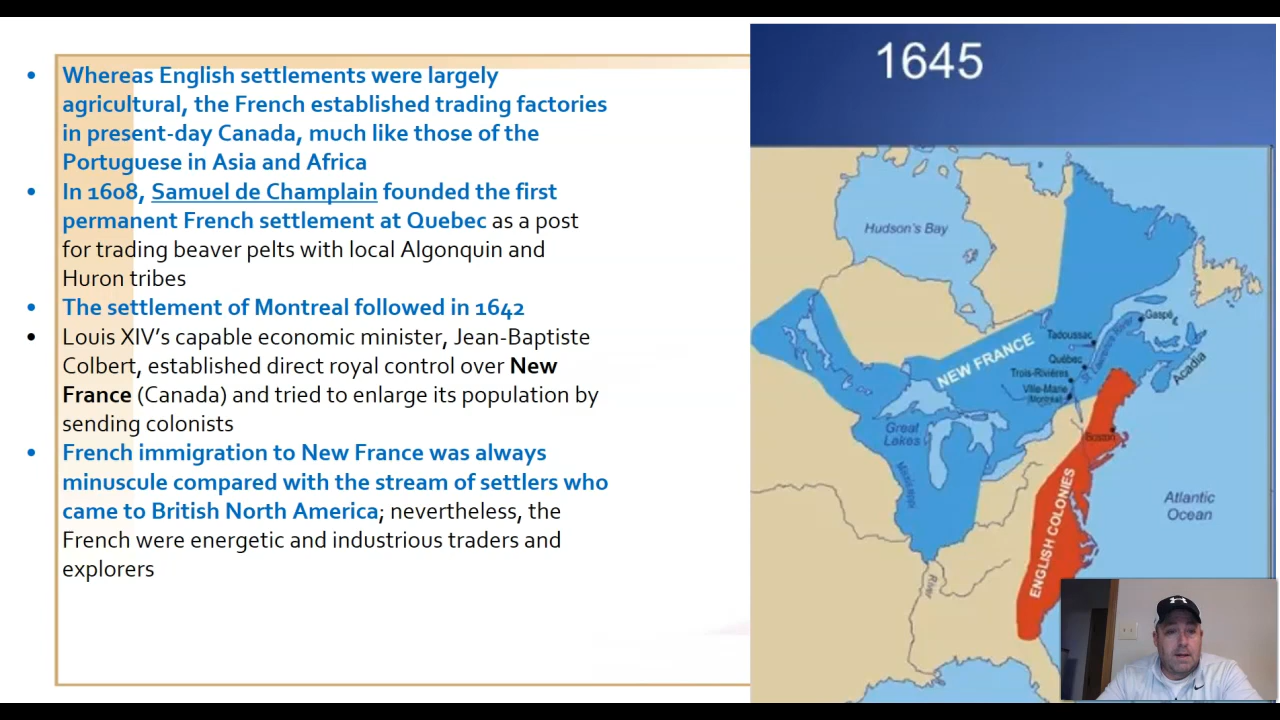 • Whereas English settlements were largely
agricultural, the French established trading factories
in present-day Canada, much like those of the
Portuguese in Asia and Africa
• In 1608, Samuel de Champlain founded the first
permanent French settlement at Quebec as a post
for trading beaver pelts with local Algonquin and
Huron tribes
• The settlement of Montreal followed in 1642
• Louis XIV's capable economic minister, Jean-Baptiste
Colbert, established direct royal control over New
France (Canada) and tried to enlarge its population by
sending colonists
• French immigration to New France was always
minuscule compared with the stream of settlers who
came to British North America; nevertheless, the
French were energetic and industrious traders and
explorers
1645
Hudson's Bay
NEW FRANCE
Tadoussac
Gaspé
Québec
St. Lawrence River
Trois-Rivières
Acadia
Ville-Marie
(Montréal)
Great
Lakes
Boston
Mississippi
River
ENGLISH COLONIES
Atlantic
Ocean